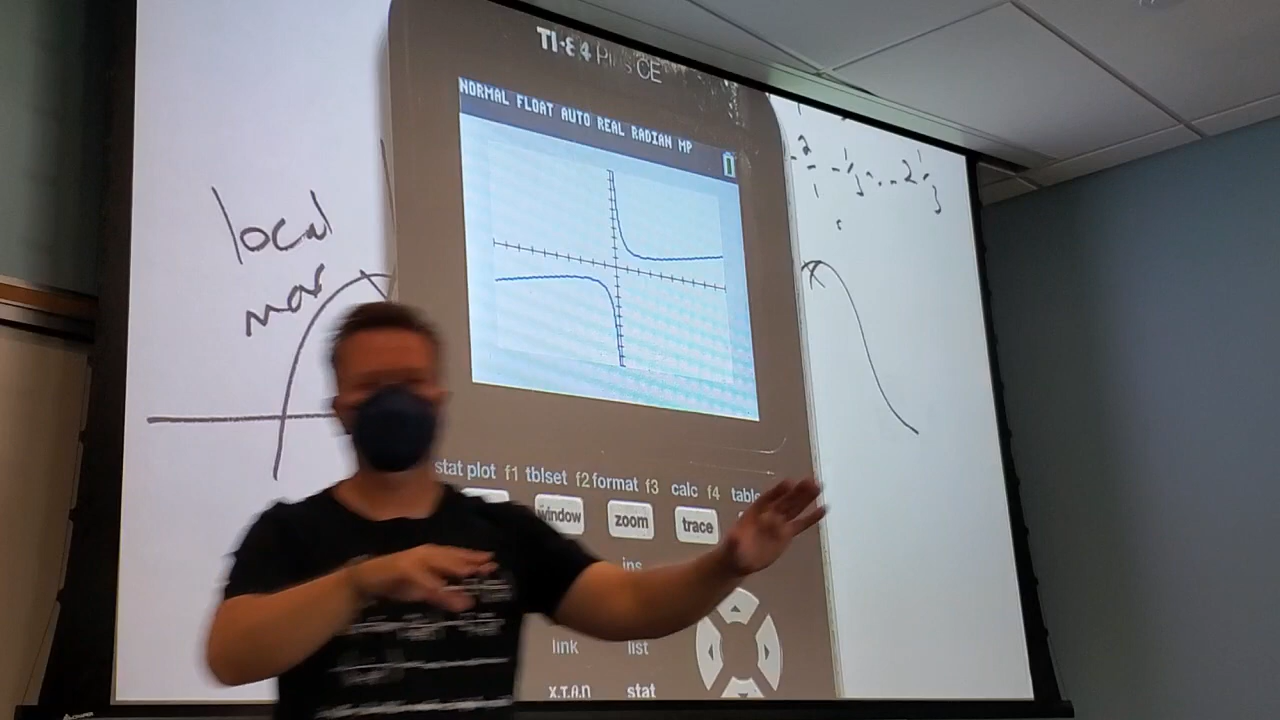 TI-84 Plus CE
NORMAL FLOAT AUTO REAL RADIAN MP
local
max
stat plot f1 tblset f2 format f3 calc f4 table
window zoom trace
ins
link list
X,T,θ,n stat